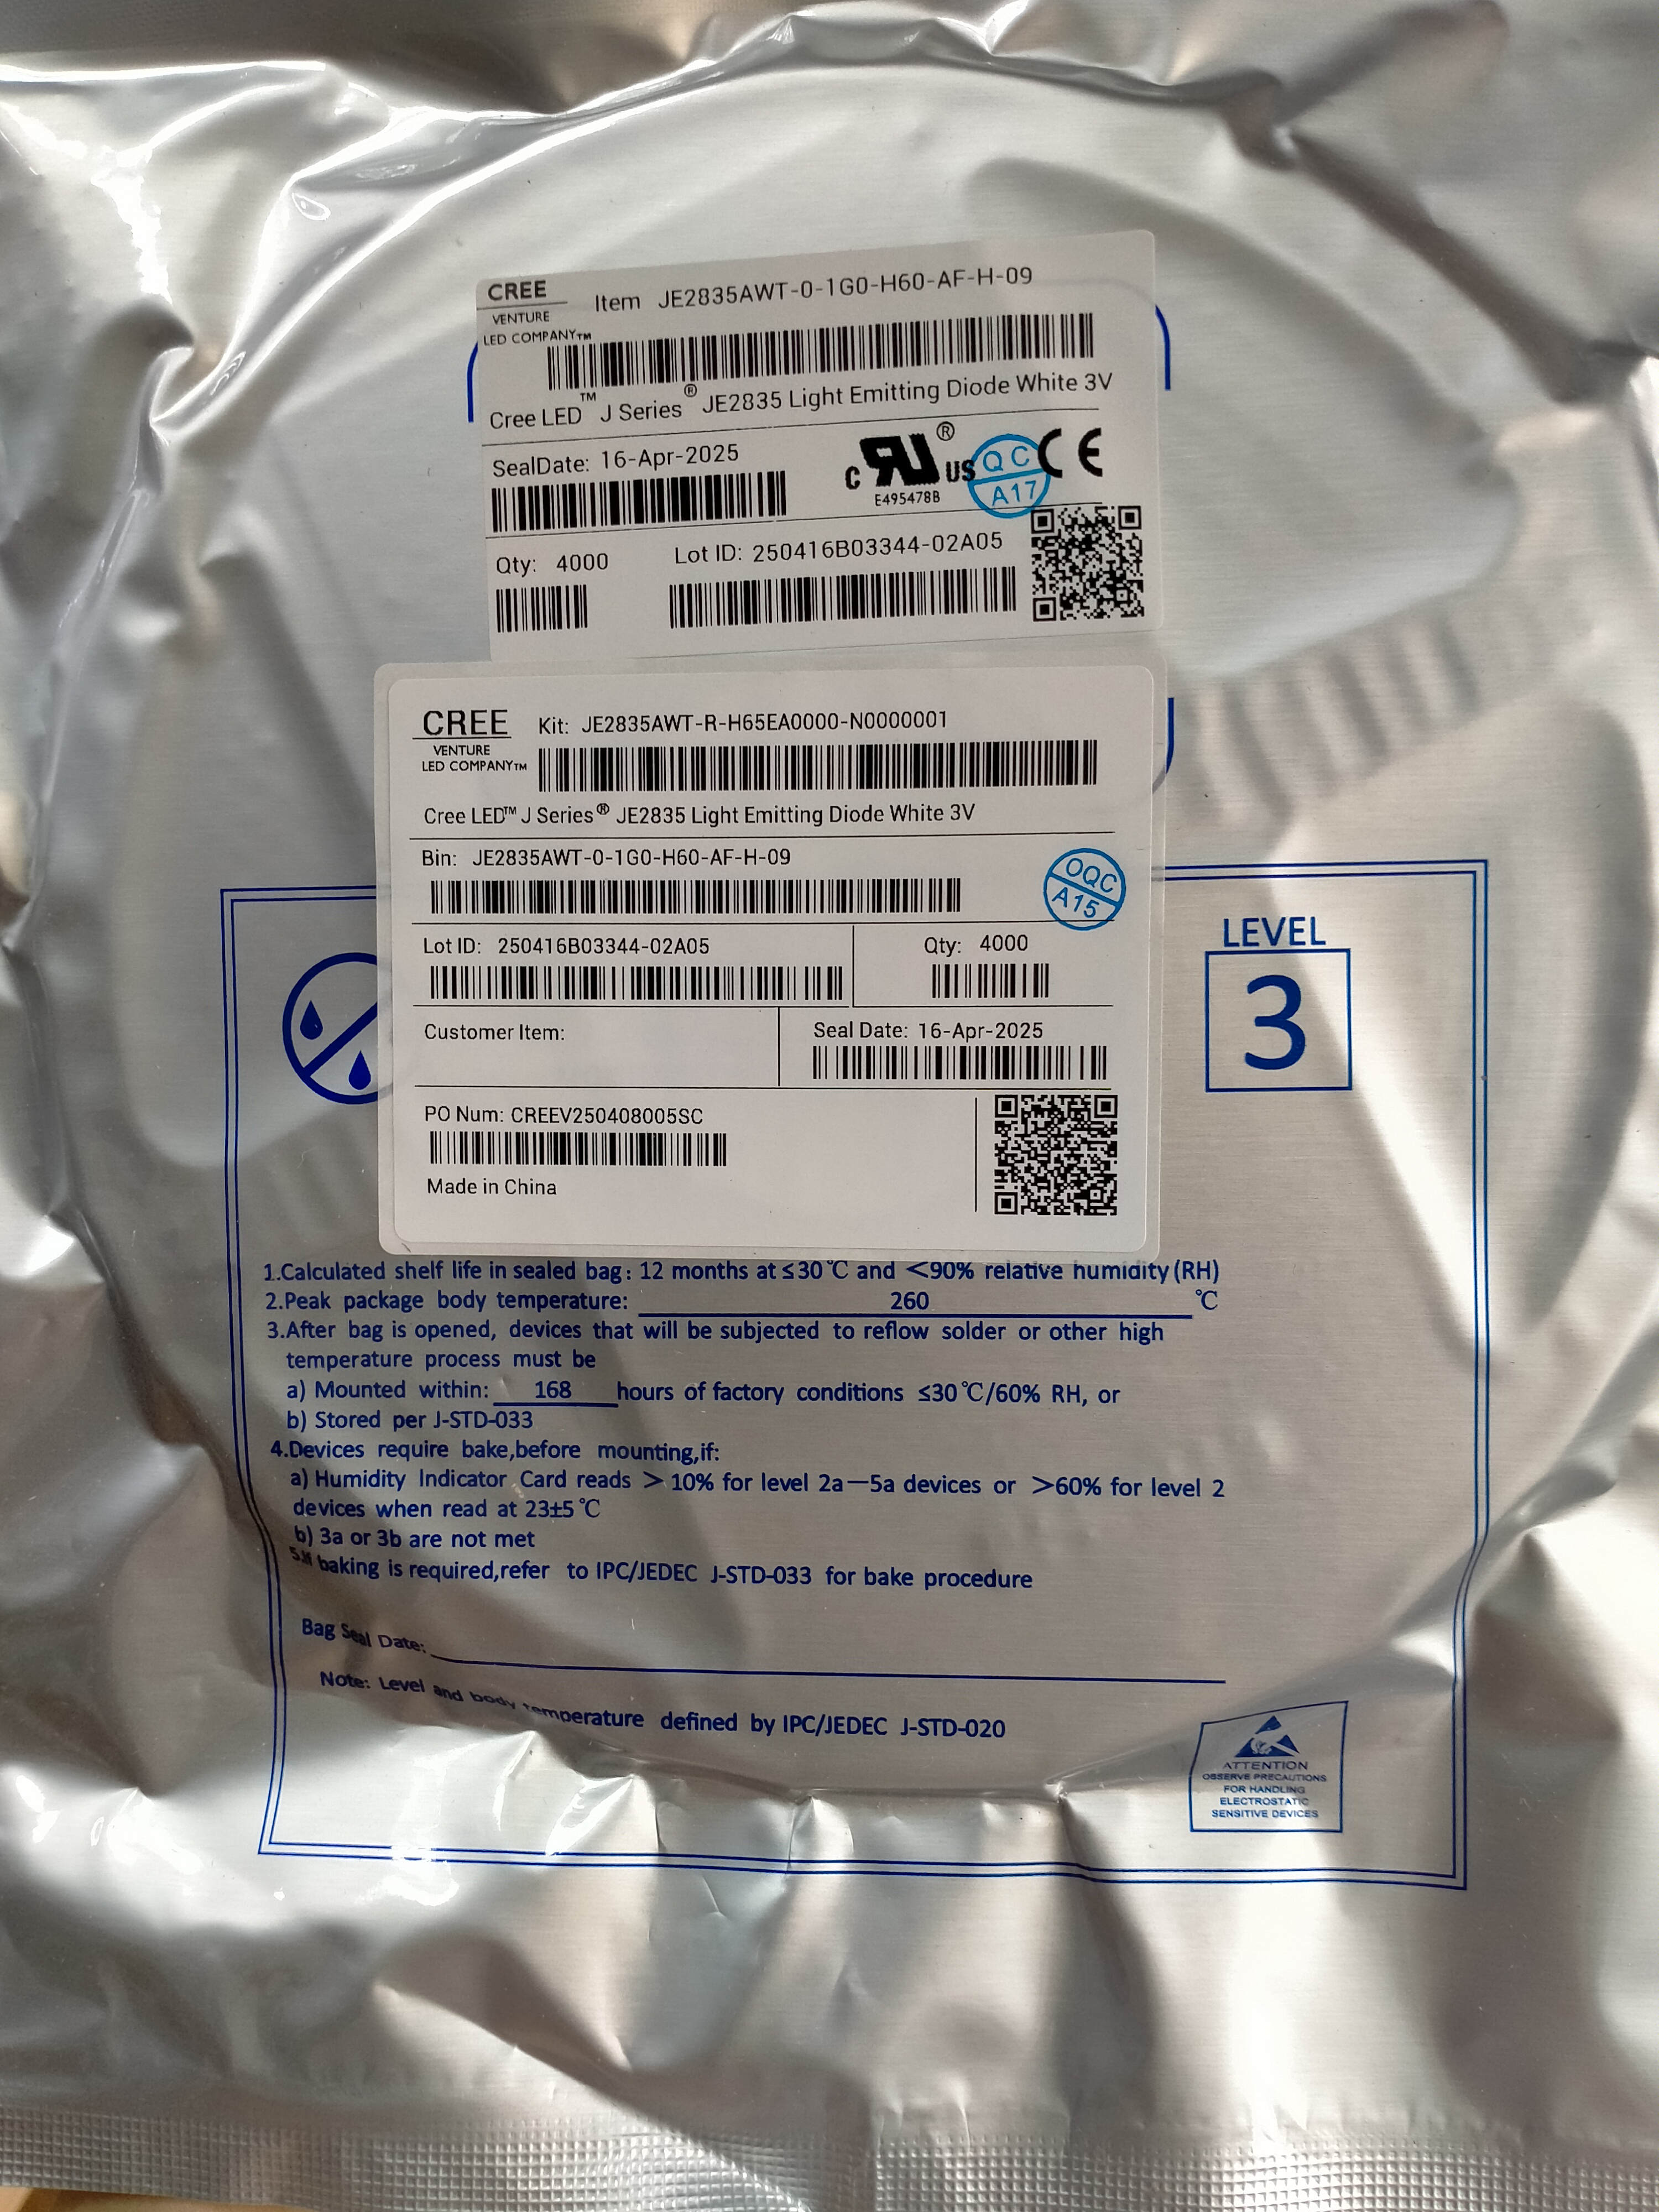 CREE
VENTURE
LED COMPANY™
Item JE2835AWT-0-1G0-H60-AF-H-09
Cree LED™ J Series® JE2835 Light Emitting Diode White 3V
SealDate: 16-Apr-2025
C RU® US
E495478B
QC
A17
CE
Qty: 4000
Lot ID: 250416B03344-02A05
CREE
VENTURE
LED COMPANY™
Kit: JE2835AWT-R-H65EA0000-N0000001
Cree LED™ J Series® JE2835 Light Emitting Diode White 3V
Bin: JE2835AWT-0-1G0-H60-AF-H-09
OQC
A15
Lot ID: 250416B03344-02A05
Qty: 4000
Customer Item:
Seal Date: 16-Apr-2025
PO Num: CREEV250408005SC
Made in China
LEVEL
3
1.Calculated shelf life in sealed bag: 12 months at ≤30℃ and <90% relative humidity (RH)
2.Peak package body temperature: 260 ℃
3.After bag is opened, devices that will be subjected to reflow solder or other high
temperature process must be
a) Mounted within: 168 hours of factory conditions ≤30℃/60% RH, or
b) Stored per J-STD-033
4.Devices require bake,before mounting,if:
a) Humidity Indicator Card reads > 10% for level 2a—5a devices or >60% for level 2
devices when read at 23±5℃
b) 3a or 3b are not met
5.If baking is required,refer to IPC/JEDEC J-STD-033 for bake procedure
Bag Seal Date:
Note: Level and body temperature defined by IPC/JEDEC J-STD-020
ATTENTION
OBSERVE PRECAUTIONS
FOR HANDLING
ELECTROSTATIC
SENSITIVE DEVICES